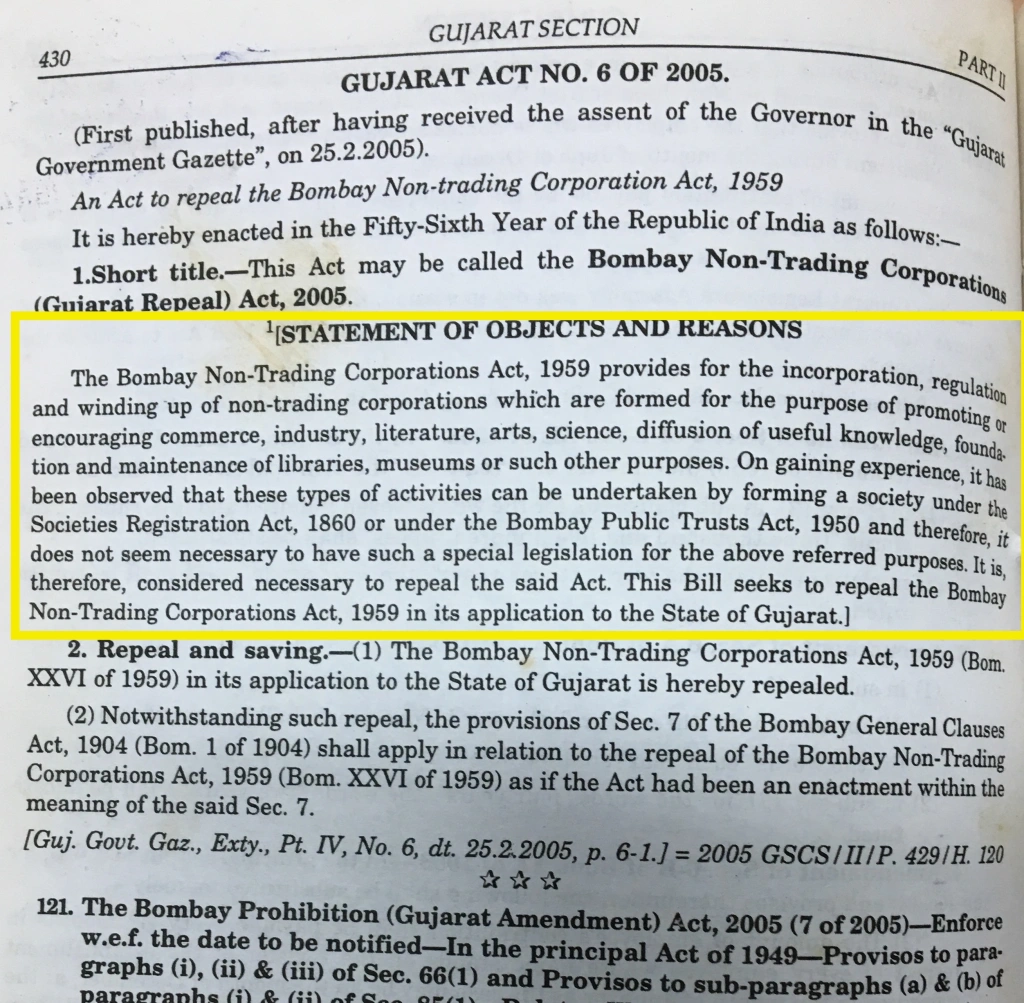 GUJARAT SECTION
430
PART II
GUJARAT ACT NO. 6 OF 2005.
(First published, after having received the assent of the Governor in the “Gujarat
Government Gazette”, on 25.2.2005).
An Act to repeal the Bombay Non-trading Corporation Act, 1959
It is hereby enacted in the Fifty-Sixth Year of the Republic of India as follows:—
1.Short title.—This Act may be called the Bombay Non-Trading Corporations
(Gujarat Repeal) Act, 2005.
1[STATEMENT OF OBJECTS AND REASONS
The Bombay Non-Trading Corporations Act, 1959 provides for the incorporation, regulation
and winding up of non-trading corporations which are formed for the purpose of promoting or
encouraging commerce, industry, literature, arts, science, diffusion of useful knowledge, founda-
tion and maintenance of libraries, museums or such other purposes. On gaining experience, it has
been observed that these types of activities can be undertaken by forming a society under the
Societies Registration Act, 1860 or under the Bombay Public Trusts Act, 1950 and therefore, it
does not seem necessary to have such a special legislation for the above referred purposes. It is,
therefore, considered necessary to repeal the said Act. This Bill seeks to repeal the Bombay
Non-Trading Corporations Act, 1959 in its application to the State of Gujarat.]
2. Repeal and saving.—(1) The Bombay Non-Trading Corporations Act, 1959 (Bom.
XXVI of 1959) in its application to the State of Gujarat is hereby repealed.
(2) Notwithstanding such repeal, the provisions of Sec. 7 of the Bombay General Clauses
Act, 1904 (Bom. 1 of 1904) shall apply in relation to the repeal of the Bombay Non-Trading
Corporations Act, 1959 (Bom. XXVI of 1959) as if the Act had been an enactment within the
meaning of the said Sec. 7.
[Guj. Govt. Gaz., Exty., Pt. IV, No. 6, dt. 25.2.2005, p. 6-1.] = 2005 GSCS/II/P. 429/H. 120
☆ ☆ ☆
121. The Bombay Prohibition (Gujarat Amendment) Act, 2005 (7 of 2005)—Enforce
w.e.f. the date to be notified—In the principal Act of 1949—Provisos to para-
graphs (i), (ii) & (iii) of Sec. 66(1) and Provisos to sub-paragraphs (a) & (b) of
paragraphs (i) & (ii) of Sec.